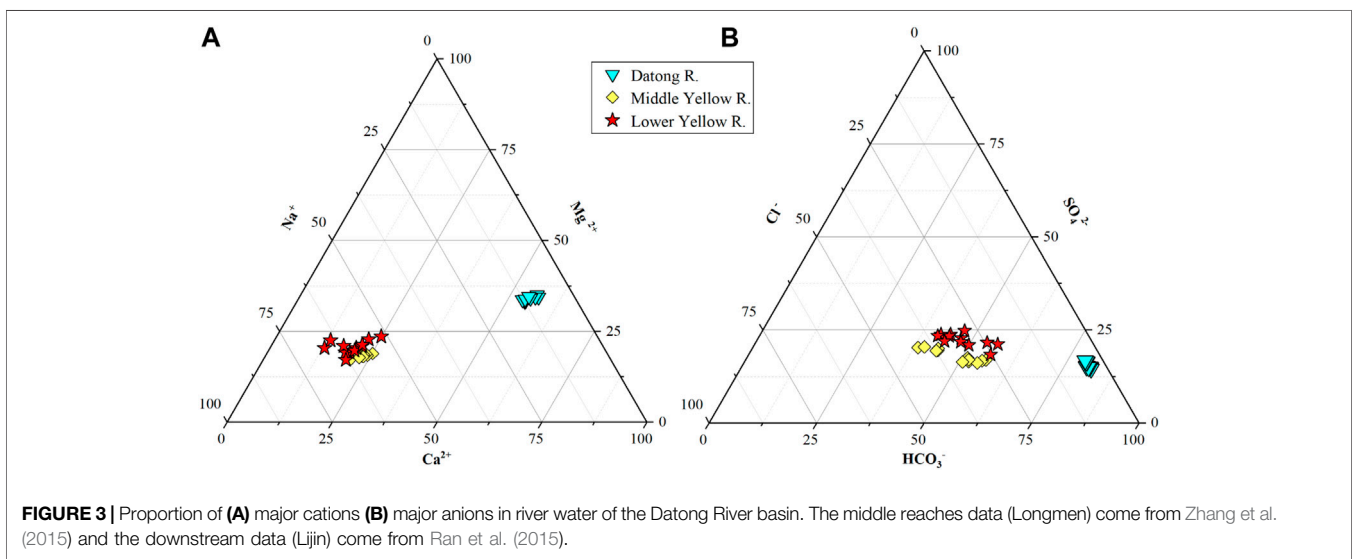 A
B
0
100
25
75
Na⁺
Mg ²⁺
50
50
75
25
100
0
0
25
50
75
100
Ca²⁺
Datong R.
Middle Yellow R.
Lower Yellow R.
0
100
25
75
Cl⁻
SO₄²⁻
50
50
75
25
100
0
0
25
50
75
100
HCO₃⁻
FIGURE 3 | Proportion of (A) major cations (B) major anions in river water of the Datong River basin. The middle reaches data (Longmen) come from Zhang et al.
(2015) and the downstream data (Lijin) come from Ran et al. (2015).